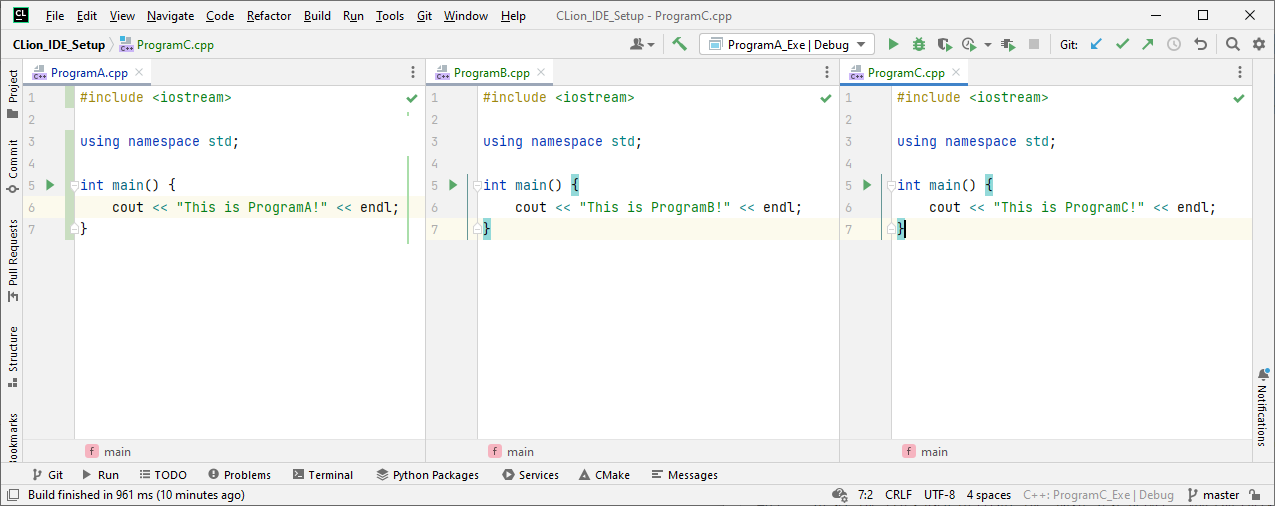 CL File Edit View Navigate Code Refactor Build Run Tools Git Window Help CLion_IDE_Setup - ProgramC.cpp
CLion_IDE_Setup ProgramC.cpp ProgramA_Exe | Debug Git:
ProgramA.cpp
1 #include <iostream>
2
3 using namespace std;
4
5 int main() {
6 cout << "This is ProgramA!" << endl;
7 }
main
ProgramB.cpp
1 #include <iostream>
2
3 using namespace std;
4
5 int main() {
6 cout << "This is ProgramB!" << endl;
7 }
main
ProgramC.cpp
1 #include <iostream>
2
3 using namespace std;
4
5 int main() {
6 cout << "This is ProgramC!" << endl;
7 }
main
Project
Commit
Pull Requests
Structure
Notifications
Git Run TODO Problems Terminal Python Packages Services CMake Messages
Build finished in 961 ms (10 minutes ago) 7:2 CRLF UTF-8 4 spaces C++: ProgramC_Exe | Debug master